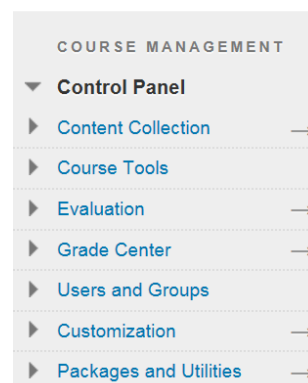 COURSE MANAGEMENT
Control Panel
Content Collection
Course Tools
Evaluation
Grade Center
Users and Groups
Customization
Packages and Utilities